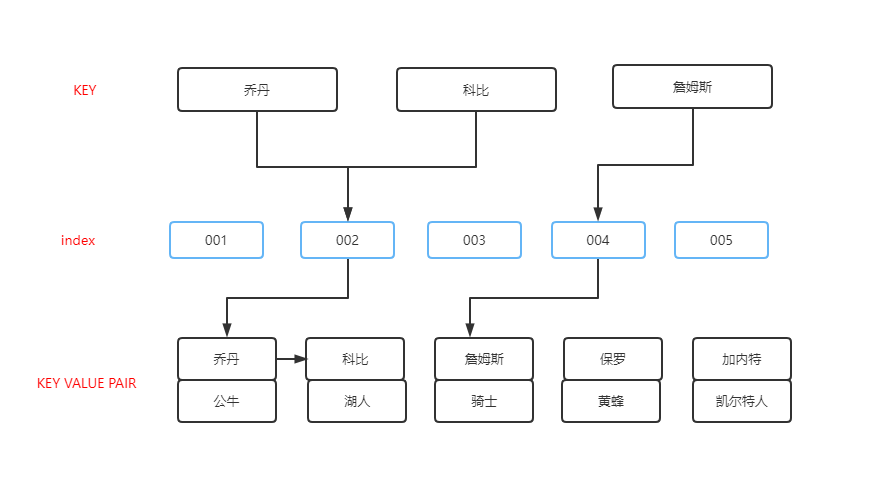 KEY
乔丹
科比
詹姆斯
index
001
002
003
004
005
KEY VALUE PAIR
乔丹
科比
詹姆斯
保罗
加内特
公牛
湖人
骑士
黄蜂
凯尔特人